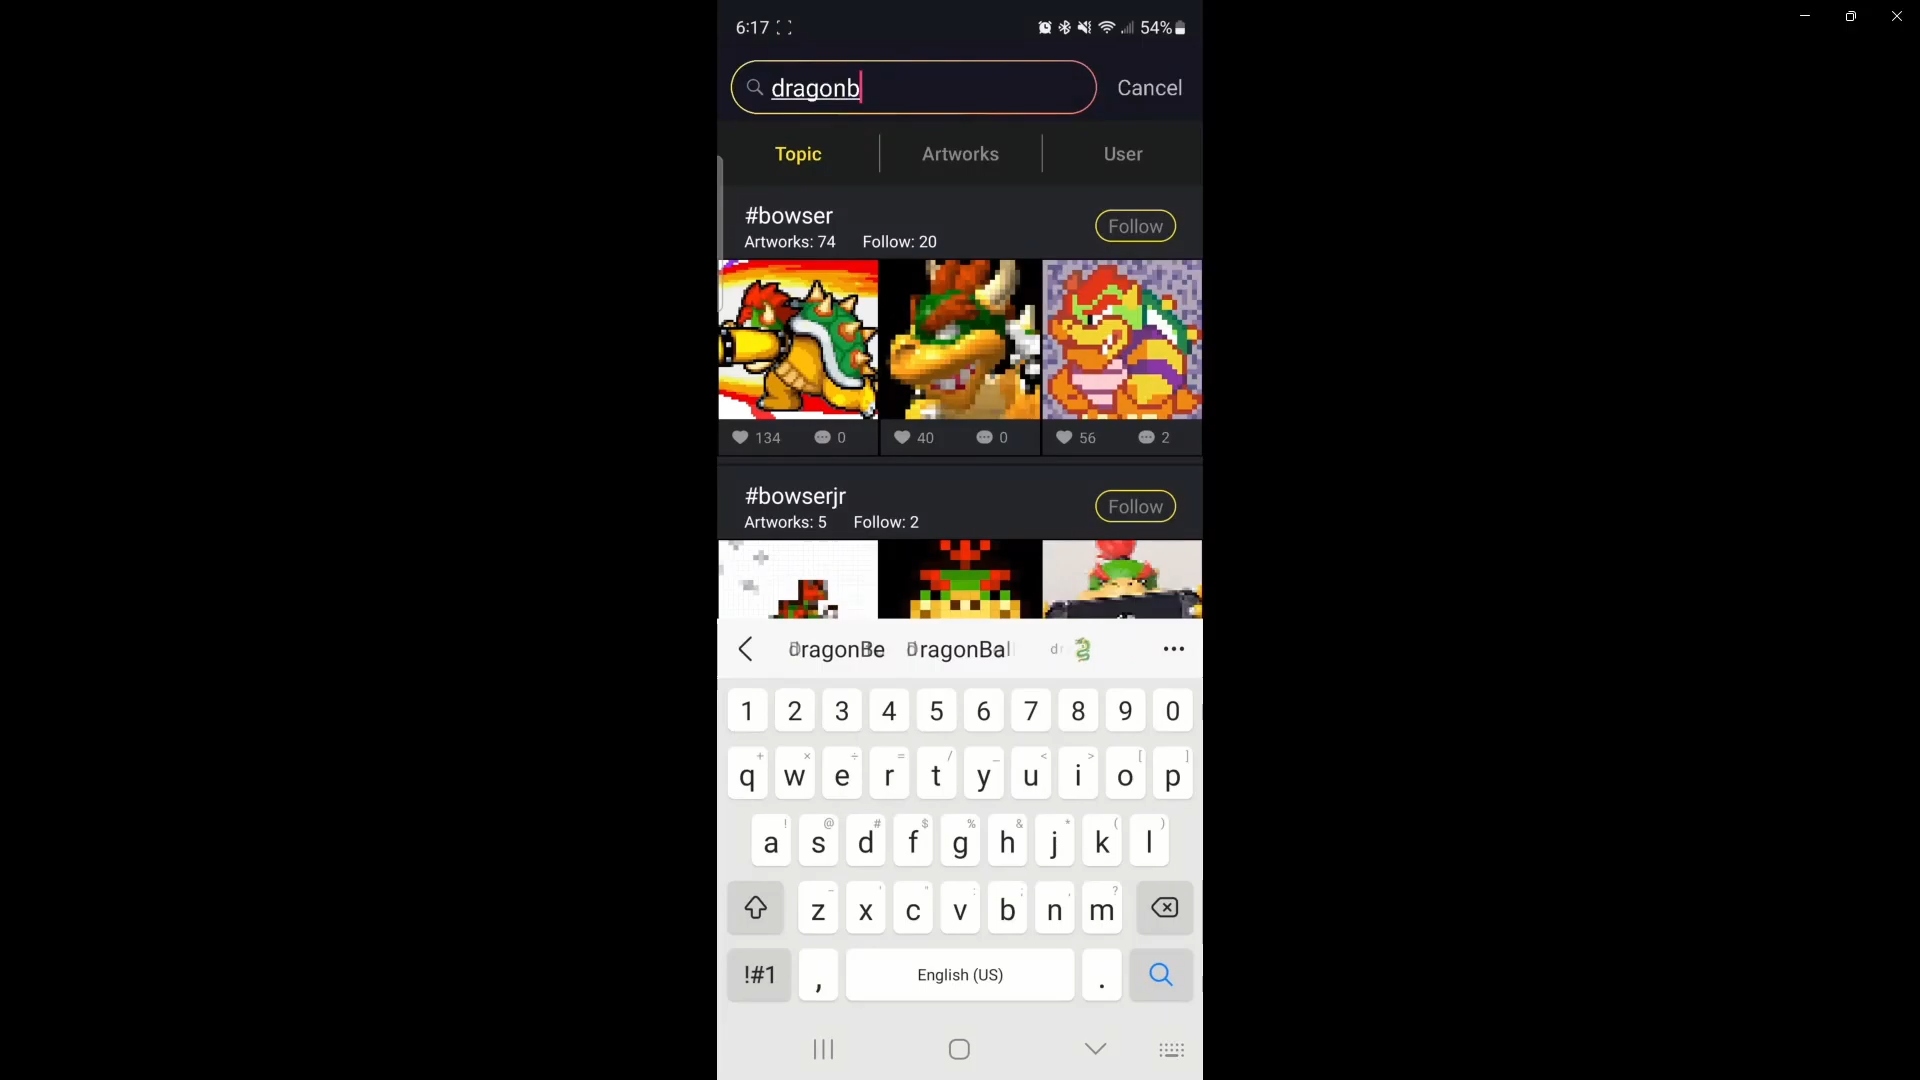 6:17
54%
dragonb
Cancel
Topic
Artworks
User
#bowser
Artworks: 74 Follow: 20
Follow
134 0 40 0 56 2
#bowserjr
Artworks: 5 Follow: 2
Follow
1 2 3 4 5 6 7 8 9 0
+ × ÷ = / _ < > [ ]
q w e r t y u i o p
! @ # $ % & * ( )
a s d f g h j k l
- ' " : ; , ?
z x c v b n m
!#1 , English (US) .